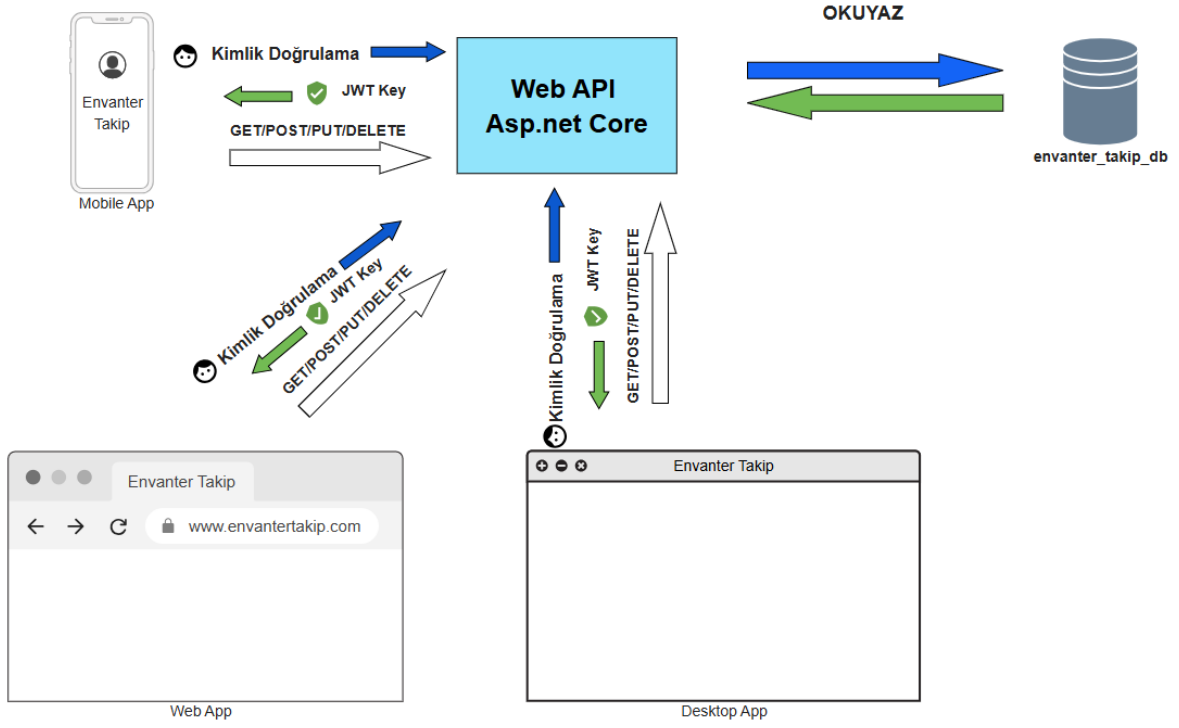 OKUYAZ
Envanter
Takip
Mobile App
Kimlik Doğrulama
JWT Key
GET/POST/PUT/DELETE
Web API
Asp.net Core
envanter_takip_db
Kimlik Doğrulama
JWT Key
GET/POST/PUT/DELETE
Kimlik Doğrulama
JWT Key
GET/POST/PUT/DELETE
Envanter Takip
www.envantertakip.com
Web App
Envanter Takip
Desktop App